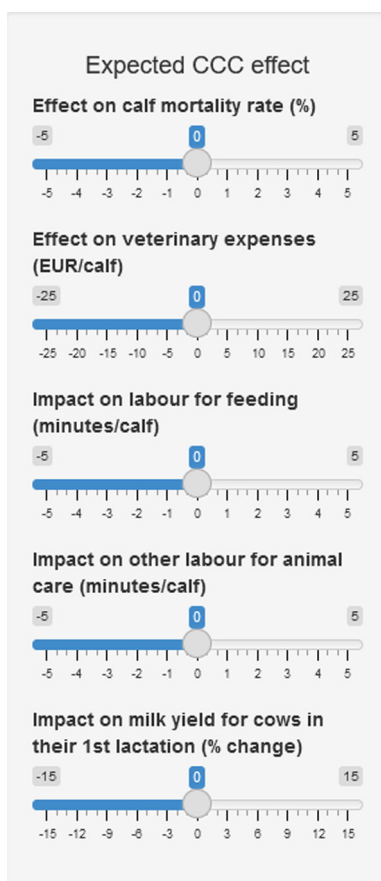 Expected CCC effect
Effect on calf mortality rate (%)
-5 0 5
-5 -4 -3 -2 -1 0 1 2 3 4 5
Effect on veterinary expenses
(EUR/calf)
-25 0 25
-25 -20 -15 -10 -5 0 5 10 15 20 25
Impact on labour for feeding
(minutes/calf)
-5 0 5
-5 -4 -3 -2 -1 0 1 2 3 4 5
Impact on other labour for animal
care (minutes/calf)
-5 0 5
-5 -4 -3 -2 -1 0 1 2 3 4 5
Impact on milk yield for cows in
their 1st lactation (% change)
-15 0 15
-15 -12 -9 -6 -3 0 3 6 9 12 15